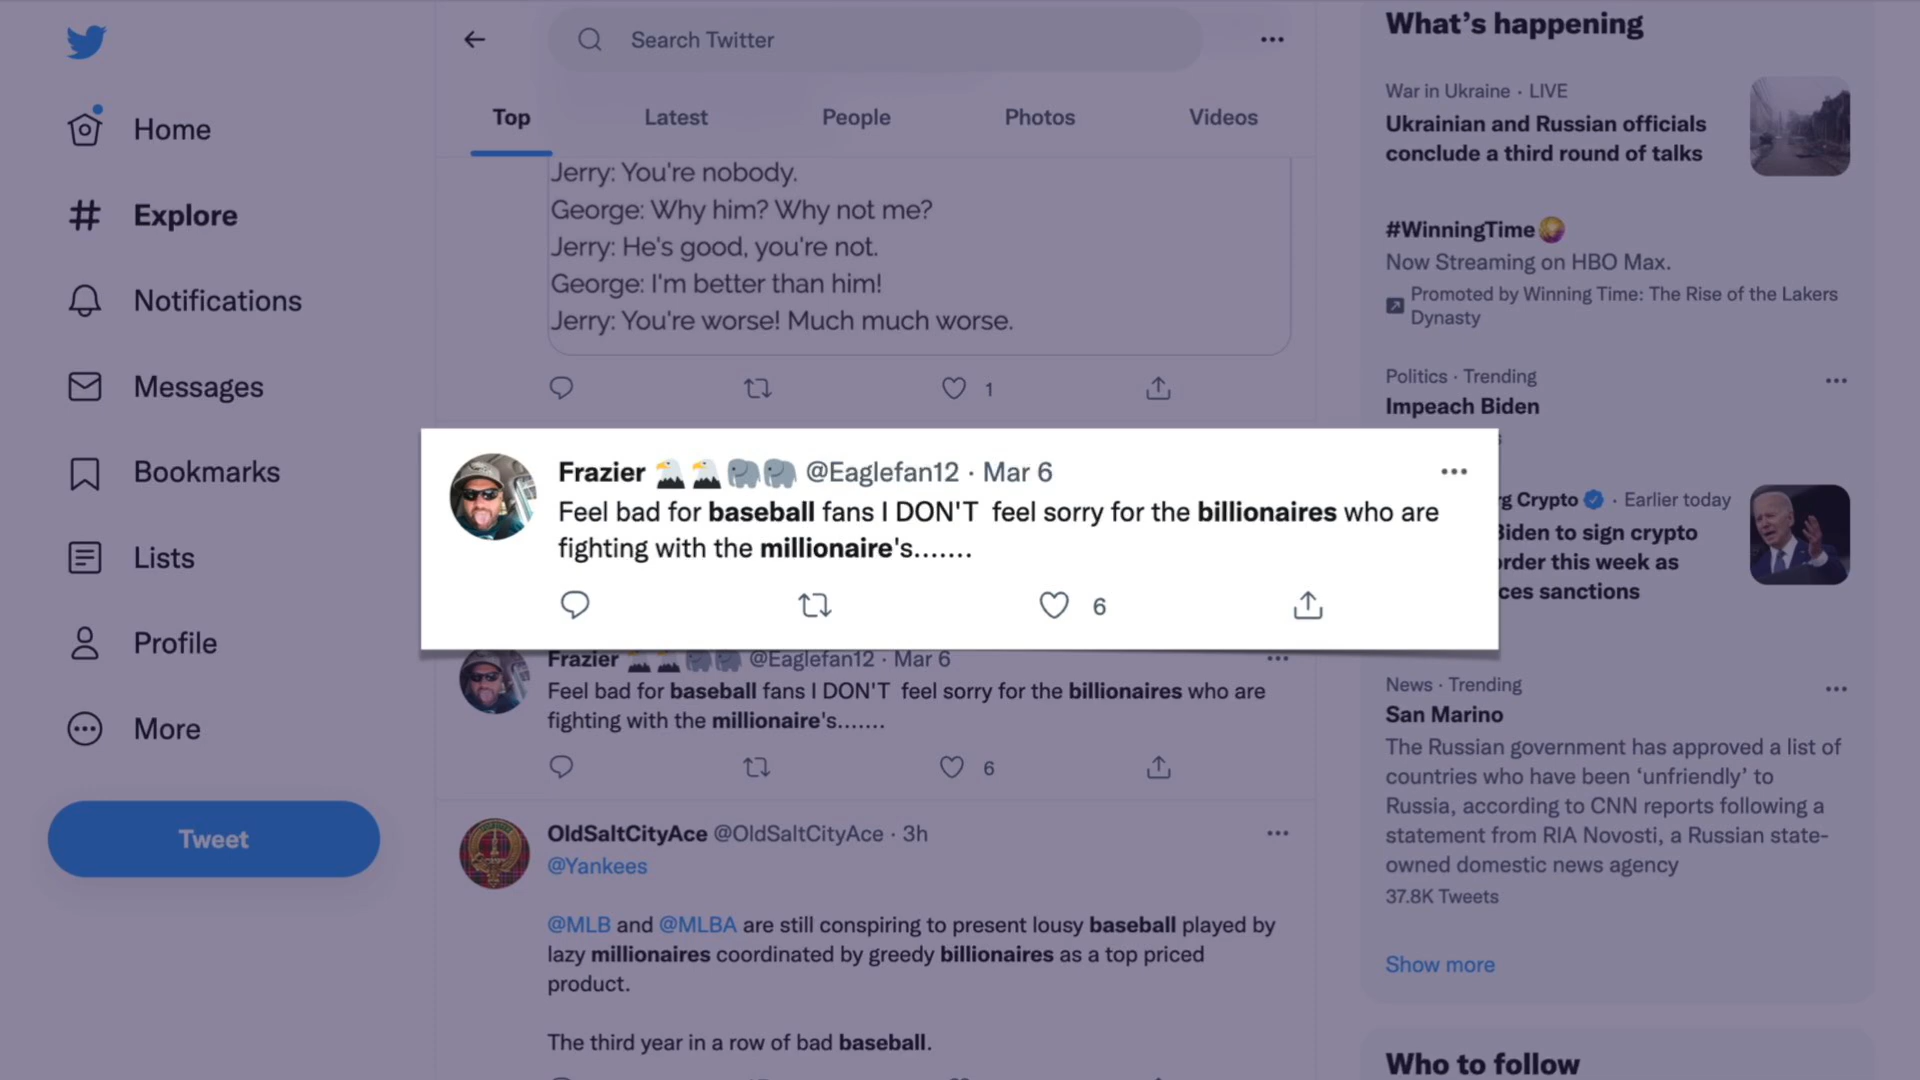 Home
Explore
Notifications
Messages
Bookmarks
Lists
Profile
More
Tweet
Search Twitter
Top
Latest
People
Photos
Videos
Jerry: You're nobody.
George: Why him? Why not me?
Jerry: He's good, you're not.
George: I'm better than him!
Jerry: You're worse! Much much worse.
1
Frazier 🦅🦅🐘🐘 @Eaglefan12 · Mar 6
Feel bad for baseball fans I DON'T  feel sorry for the billionaires who are
fighting with the millionaire's.......
6
Frazier 🦅🦅🐘🐘 @Eaglefan12 · Mar 6
Feel bad for baseball fans I DON'T  feel sorry for the billionaires who are
fighting with the millionaire's.......
6
OldSaltCityAce @OldSaltCityAce · 3h
@Yankees
@MLB and @MLBA are still conspiring to present lousy baseball played by
lazy millionaires coordinated by greedy billionaires as a top priced
product.
The third year in a row of bad baseball.
What's happening
War in Ukraine · LIVE
Ukrainian and Russian officials
conclude a third round of talks
#WinningTime
Now Streaming on HBO Max.
Promoted by Winning Time: The Rise of the Lakers
Dynasty
Politics · Trending
Impeach Biden
Crypto · Earlier today
Biden to sign crypto
order this week as
sanctions
News · Trending
San Marino
The Russian government has approved a list of
countries who have been ‘unfriendly’ to
Russia, according to CNN reports following a
statement from RIA Novosti, a Russian state-
owned domestic news agency
37.8K Tweets
Show more
Who to follow